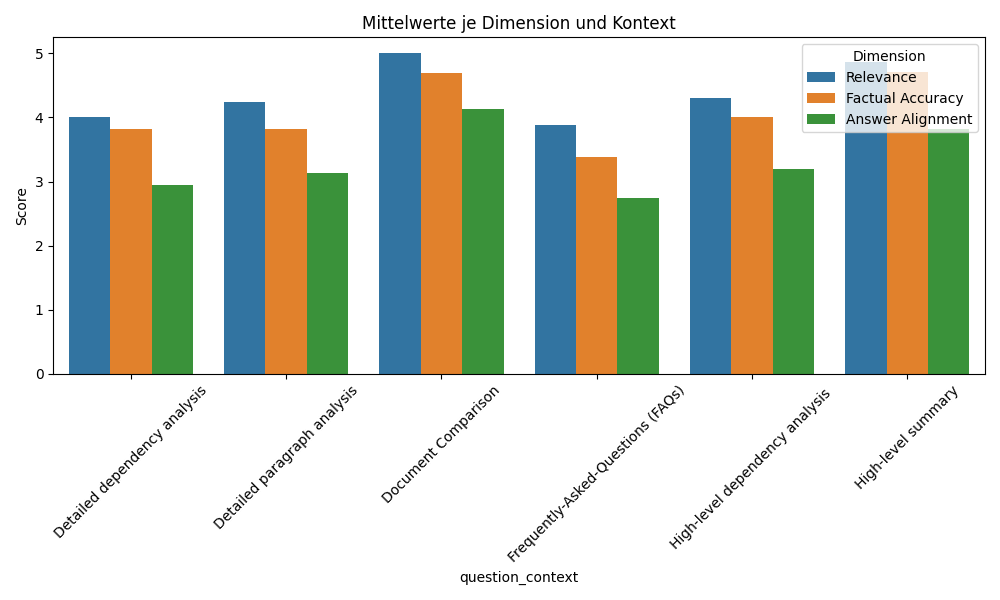 Mittelwerte je Dimension und Kontext
Dimension
Relevance
Factual Accuracy
Answer Alignment
Score
5
4
3
2
1
0
Detailed dependency analysis
Detailed paragraph analysis
Document Comparison
Frequently-Asked-Questions (FAQs)
High-level dependency analysis
High-level summary
question_context